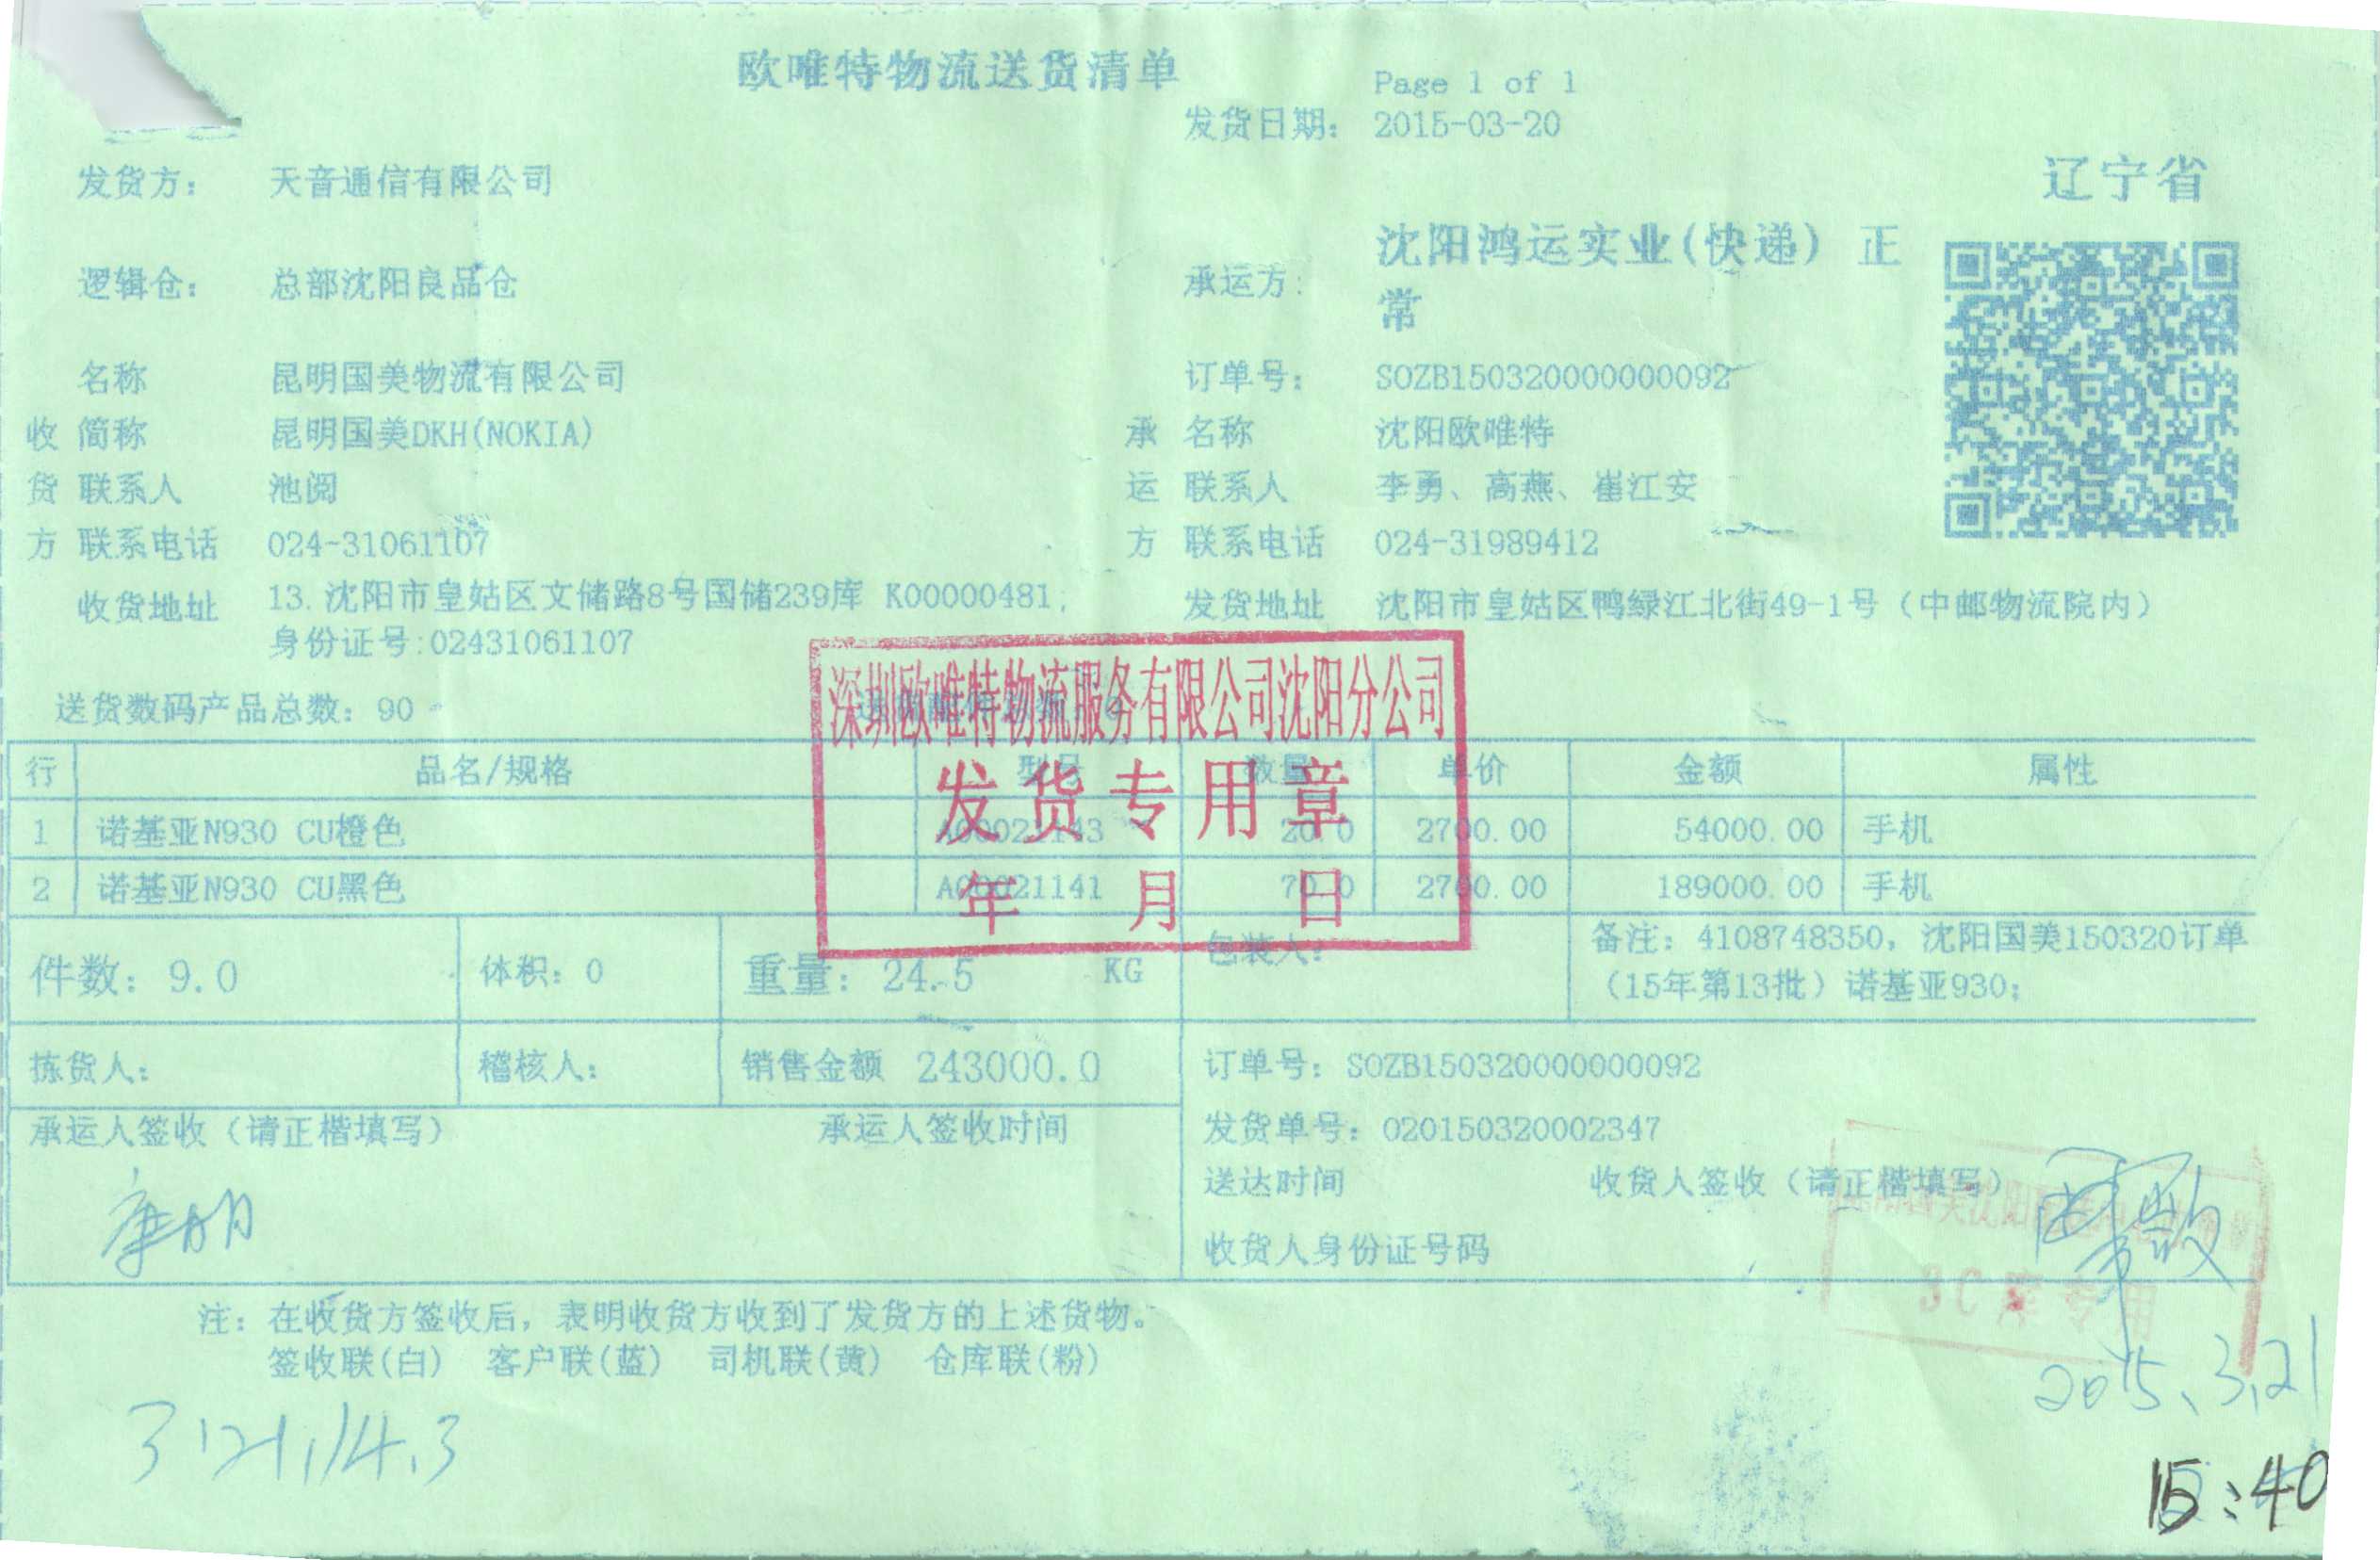 欧唯特物流送货清单
Page 1 of 1
发货日期: 2015-03-20
辽宁省
发货方: 天音通信有限公司
承运方: 沈阳鸿运实业(快递) 正
常
逻辑仓: 总部沈阳良品仓
名称 昆明国美物流有限公司 订单号: SOZB150320000000092
收 简称 昆明国美DKH(NOKIA) 承 名称 沈阳欧唯特
货 联系人 池阅 运 联系人 李勇、高燕、崔江安
方 联系电话 024-31061107 方 联系电话 024-31989412
收货地址 13.沈阳市皇姑区文储路8号国储239库 K00000481, 发货地址 沈阳市皇姑区鸭绿江北街49-1号（中邮物流院内）
身份证号:02431061107
深圳欧唯特物流服务有限公司沈阳分公司
发货专用章
年 月 日
送货数码产品总数: 90
行 品名/规格 型号 数量 单价 金额 属性
1 诺基亚N930 CU橙色 A00021143 20.0 2700.00 54000.00 手机
2 诺基亚N930 CU黑色 A00021141 70.0 2700.00 189000.00 手机
件数: 9.0 体积: 0 重量: 24.5 KG 包装人: 备注: 4108748350, 沈阳国美150320订单
（15年第13批）诺基亚930;
拣货人: 稽核人: 销售金额 243000.0 订单号: SOZB150320000000092
承运人签收（请正楷填写） 承运人签收时间 发货单号: 020150320002347
送达时间 收货人签收（请正楷填写）
收货人身份证号码
3C库专用
注: 在收货方签收后, 表明收货方收到了发货方的上述货物。
签收联(白) 客户联(蓝) 司机联(黄) 仓库联(粉)
2015.3.21
15:40